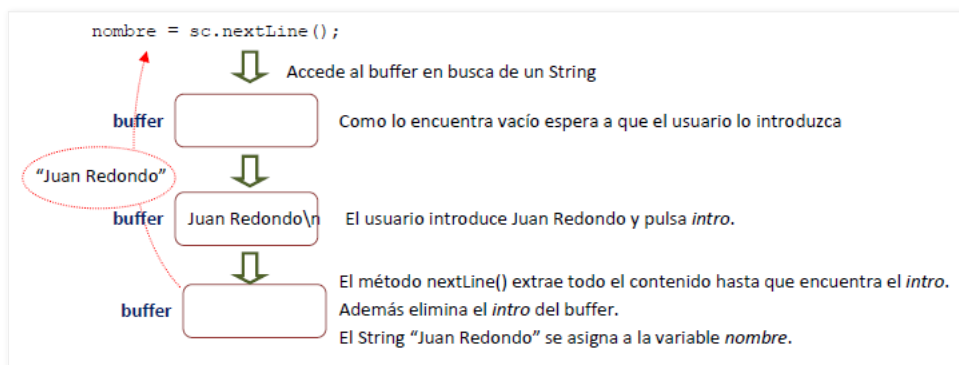 nombre = sc.nextLine();
Accede al buffer en busca de un String
buffer
Como lo encuentra vacío espera a que el usuario lo introduzca
"Juan Redondo"
buffer
Juan Redondo\n
El usuario introduce Juan Redondo y pulsa intro.
El método nextLine() extrae todo el contenido hasta que encuentra el intro.
buffer
Además elimina el intro del buffer.
El String "Juan Redondo" se asigna a la variable nombre.